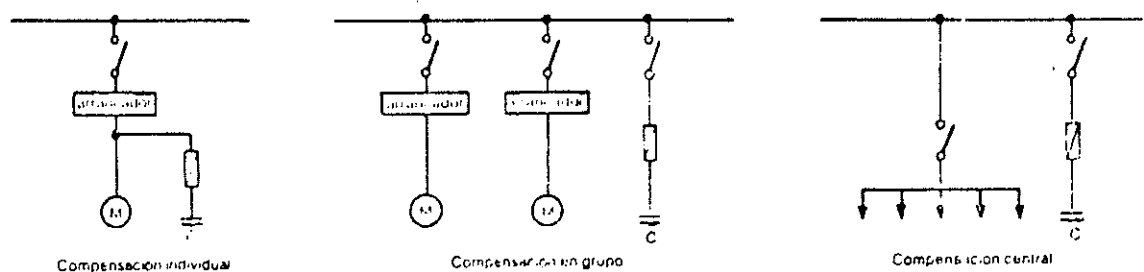 arrancador
M
Compensación individual
arrancador
arrancador
M
M
C
Compensación en grupo
C
Compensación central